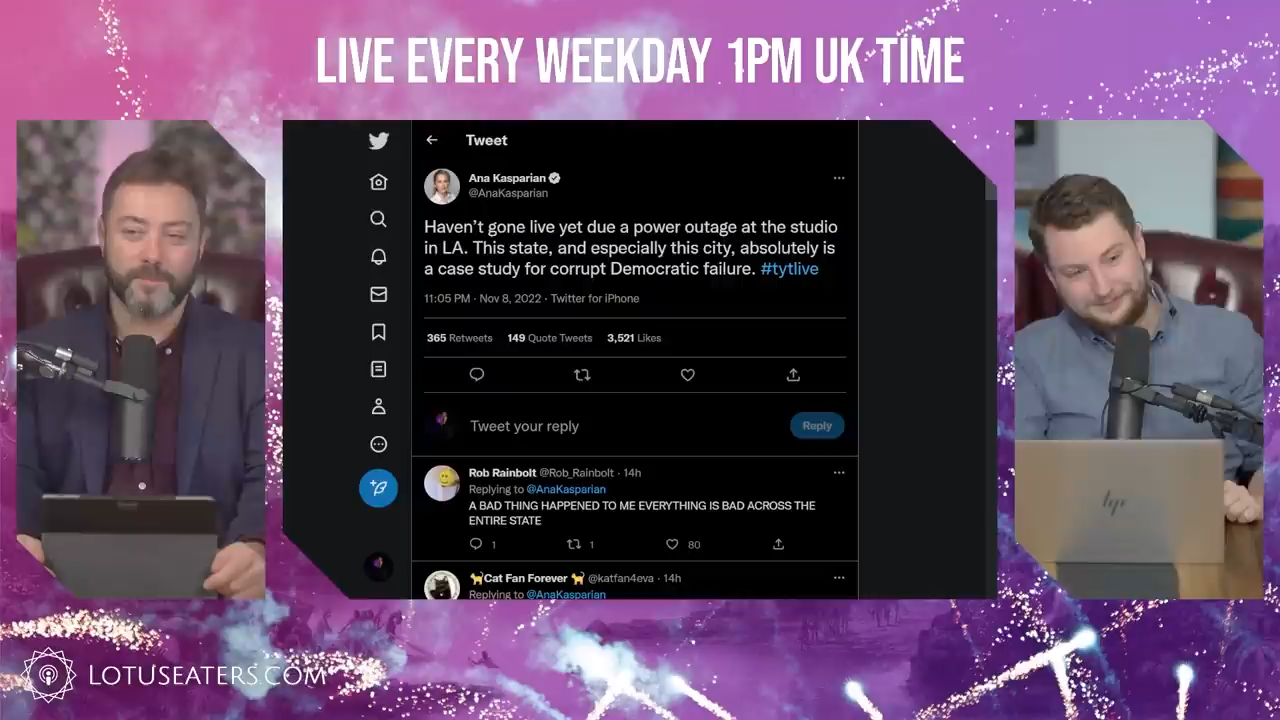 LIVE EVERY WEEKDAY 1PM UK TIME
Tweet
Ana Kasparian
@AnaKasparian
Haven't gone live yet due a power outage at the studio
in LA. This state, and especially this city, absolutely is
a case study for corrupt Democratic failure. #tytlive
11:05 PM · Nov 8, 2022 · Twitter for iPhone
365 Retweets 149 Quote Tweets 3,521 Likes
Tweet your reply
Reply
Rob Rainbolt @Rob_Rainbolt · 14h
Replying to @AnaKasparian
A BAD THING HAPPENED TO ME EVERYTHING IS BAD ACROSS THE
ENTIRE STATE
1 1 80
Cat Fan Forever @katfan4eva · 14h
Replying to @AnaKasparian
hp
LOTUSEATERS.COM